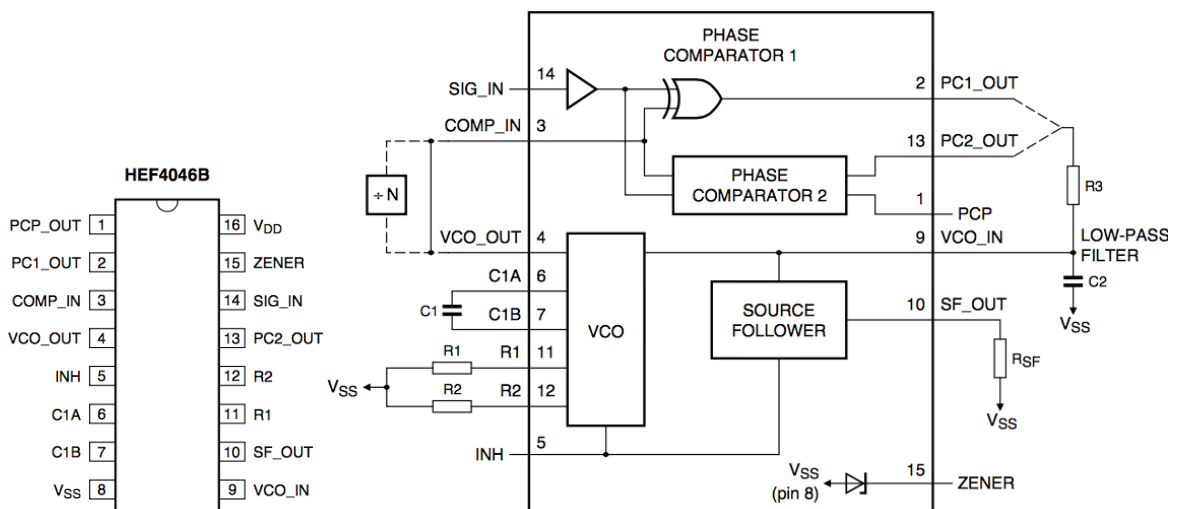 HEF4046B
PCP_OUT 1
PC1_OUT 2
COMP_IN 3
VCO_OUT 4
INH 5
C1A 6
C1B 7
VSS 8
16 VDD
15 ZENER
14 SIG_IN
13 PC2_OUT
12 R2
11 R1
10 SF_OUT
9 VCO_IN
PHASE
COMPARATOR 1
SIG_IN 14
COMP_IN 3
÷ N
PHASE
COMPARATOR 2
2 PC1_OUT
13 PC2_OUT
1 PCP
R3
VCO_OUT 4
9 VCO_IN
LOW-PASS
FILTER
C2
VSS
C1A 6
C1
C1B 7
VCO
SOURCE
FOLLOWER
10 SF_OUT
RSF
VSS
R1 R1 11
VSS
R2 R2 12
INH 5
VSS
(pin 8)
15 ZENER